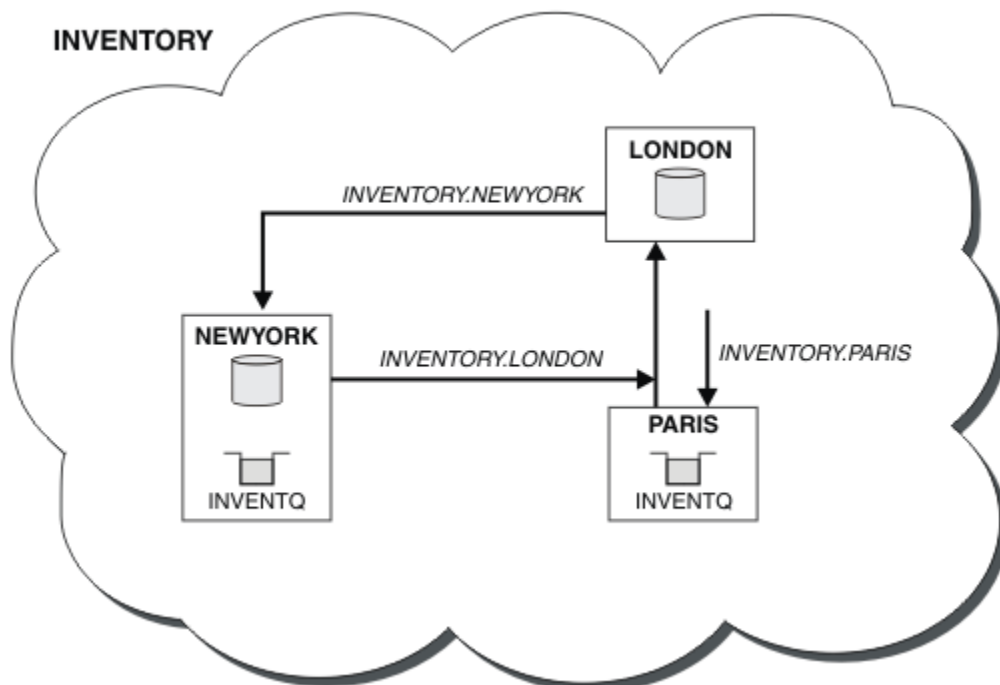 INVENTORY
LONDON
INVENTORY.NEWYORK
NEWYORK
INVENTORY.LONDON
INVENTORY.PARIS
PARIS
INVENTQ
INVENTQ